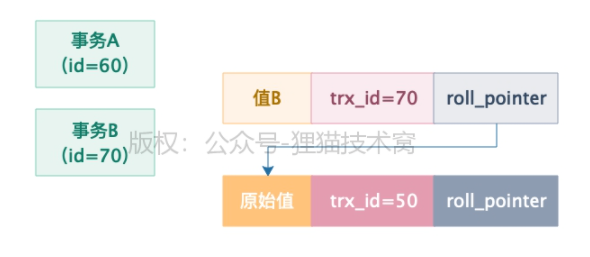 事务A
（id=60）
值B trx_id=70 roll_pointer
事务B
（id=70）
版权：公众号-狸猫技术窝
原始值 trx_id=50 roll_pointer